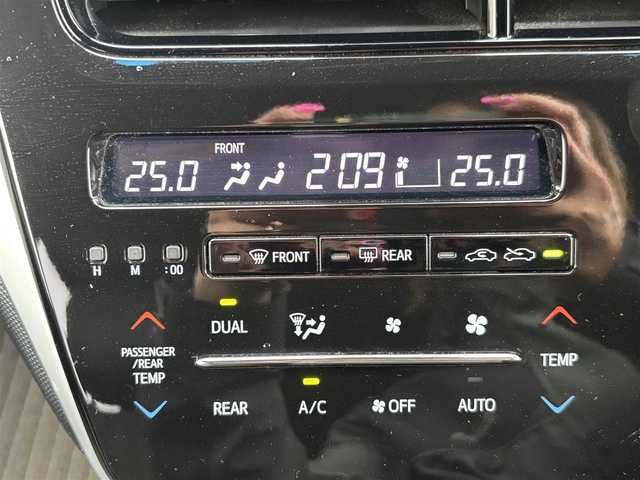 FRONT
25.0 2:09 25.0
FRONT REAR
H M :00
DUAL
PASSENGER
/REAR
TEMP
TEMP
REAR A/C OFF AUTO